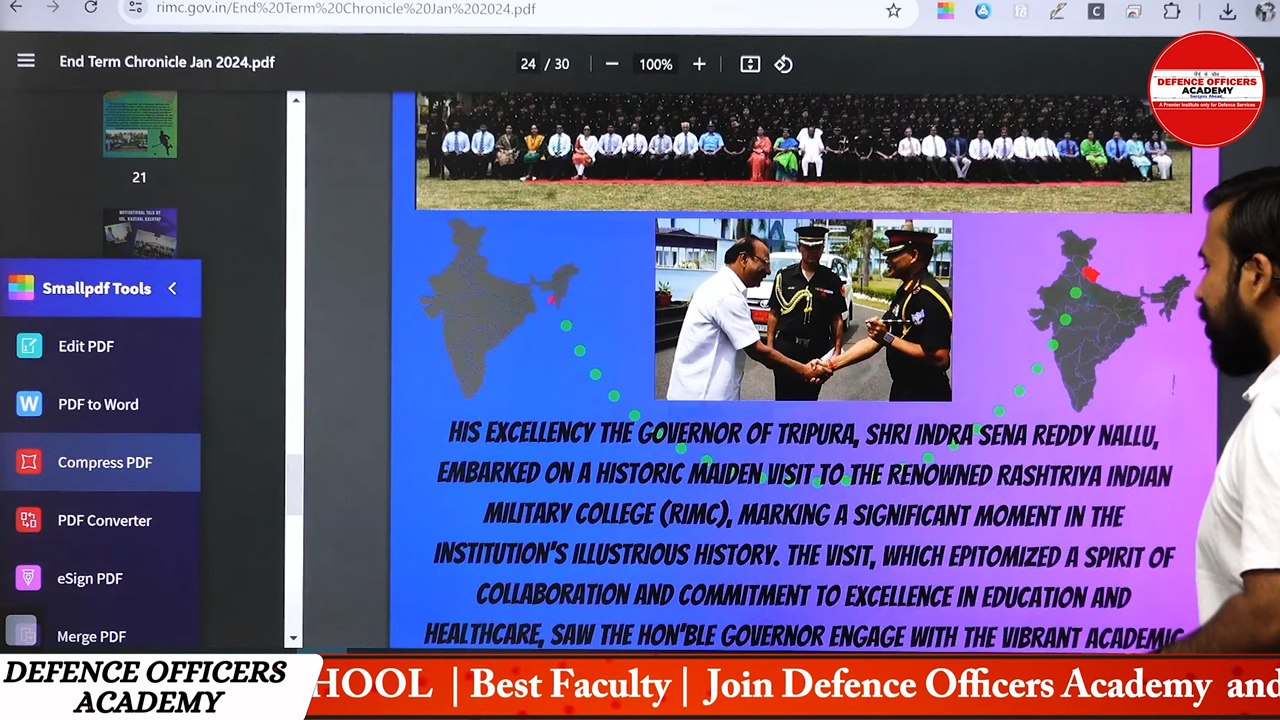 rimc.gov.in/End%20Term%20Chronicle%20Jan%202024.pdf
End Term Chronicle Jan 2024.pdf
24 / 30
100%
DEFENCE OFFICERS
ACADEMY
A Premier Institute only for Defence Services
21
MOTIVATIONAL TALK BY
Smallpdf Tools
Edit PDF
PDF to Word
Compress PDF
PDF Converter
eSign PDF
Merge PDF
HIS EXCELLENCY THE GOVERNOR OF TRIPURA, SHRI INDRA SENA REDDY NALLU,
EMBARKED ON A HISTORIC MAIDEN VISIT TO THE RENOWNED RASHTRIYA INDIAN
MILITARY COLLEGE (RIMC), MARKING A SIGNIFICANT MOMENT IN THE
INSTITUTION'S ILLUSTRIOUS HISTORY. THE VISIT, WHICH EPITOMIZED A SPIRIT OF
COLLABORATION AND COMMITMENT TO EXCELLENCE IN EDUCATION AND
HEALTHCARE, SAW THE HON'BLE GOVERNOR ENGAGE WITH THE VIBRANT ACADEMIC
DEFENCE OFFICERS
ACADEMY
HOOL | Best Faculty | Join Defence Officers Academy and